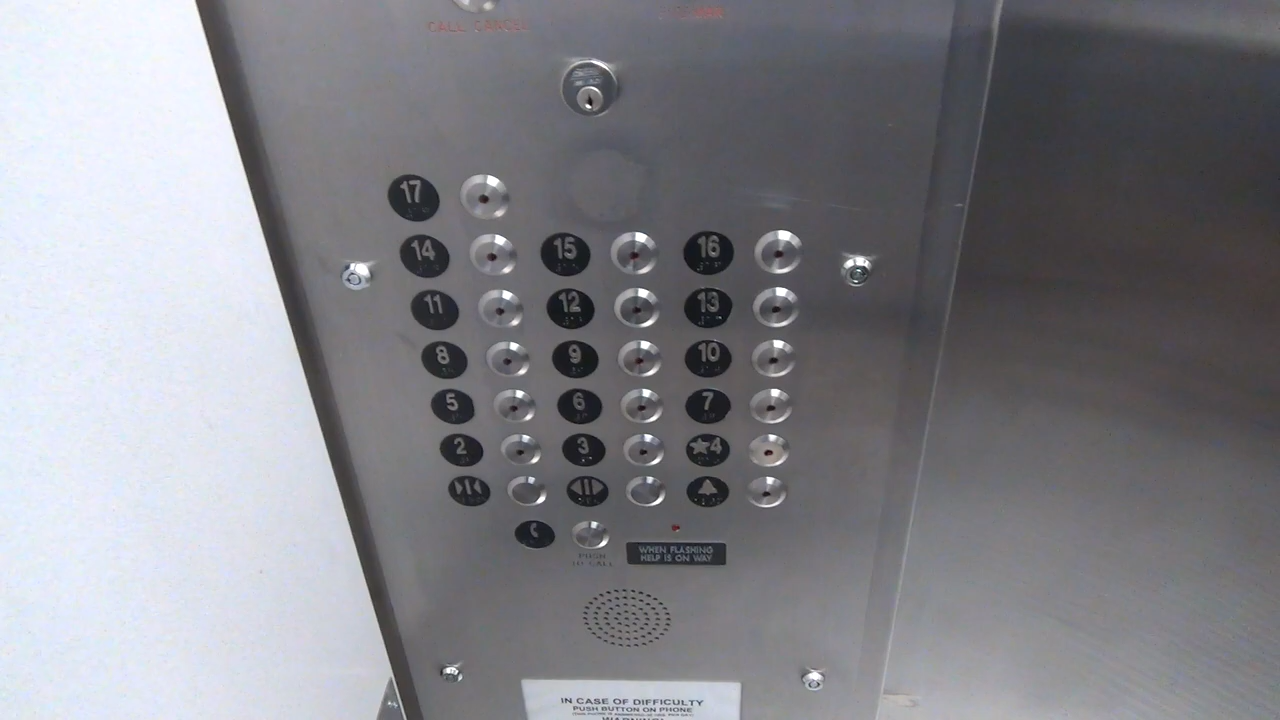 CALL CANCEL
17
14 15 16
11 12 13
8 9 10
5 6 7
2 3 ★4
PUSH
TO CALL
WHEN FLASHING
HELP IS ON WAY
IN CASE OF DIFFICULTY
PUSH BUTTON ON PHONE
WARNING!